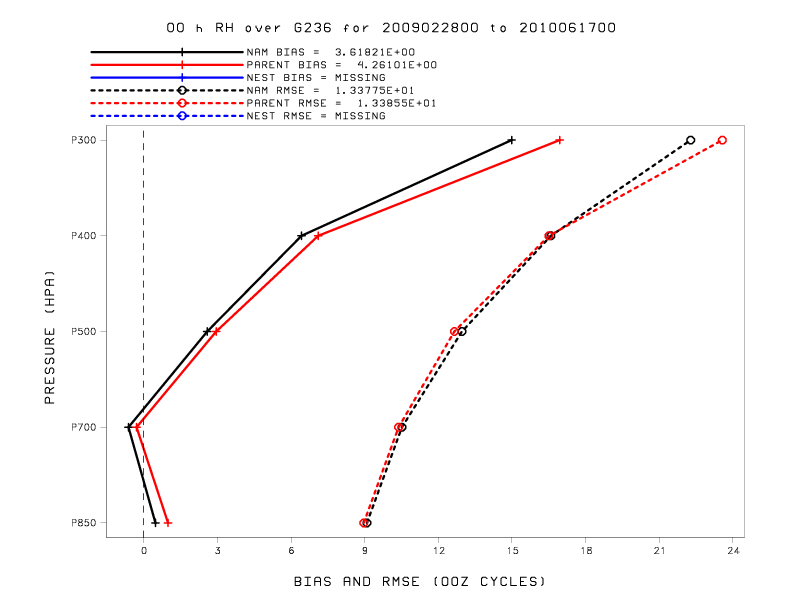 00 h RH over G236 for 2009022800 to 2010061700
NAM BIAS = 3.61821E+00
PARENT BIAS = 4.26101E+00
NEST BIAS = MISSING
NAM RMSE = 1.33775E+01
PARENT RMSE = 1.33855E+01
NEST RMSE = MISSING
P300
P400
P500
P700
P850
PRESSURE (HPA)
0 3 6 9 12 15 18 21 24
BIAS AND RMSE (00Z CYCLES)